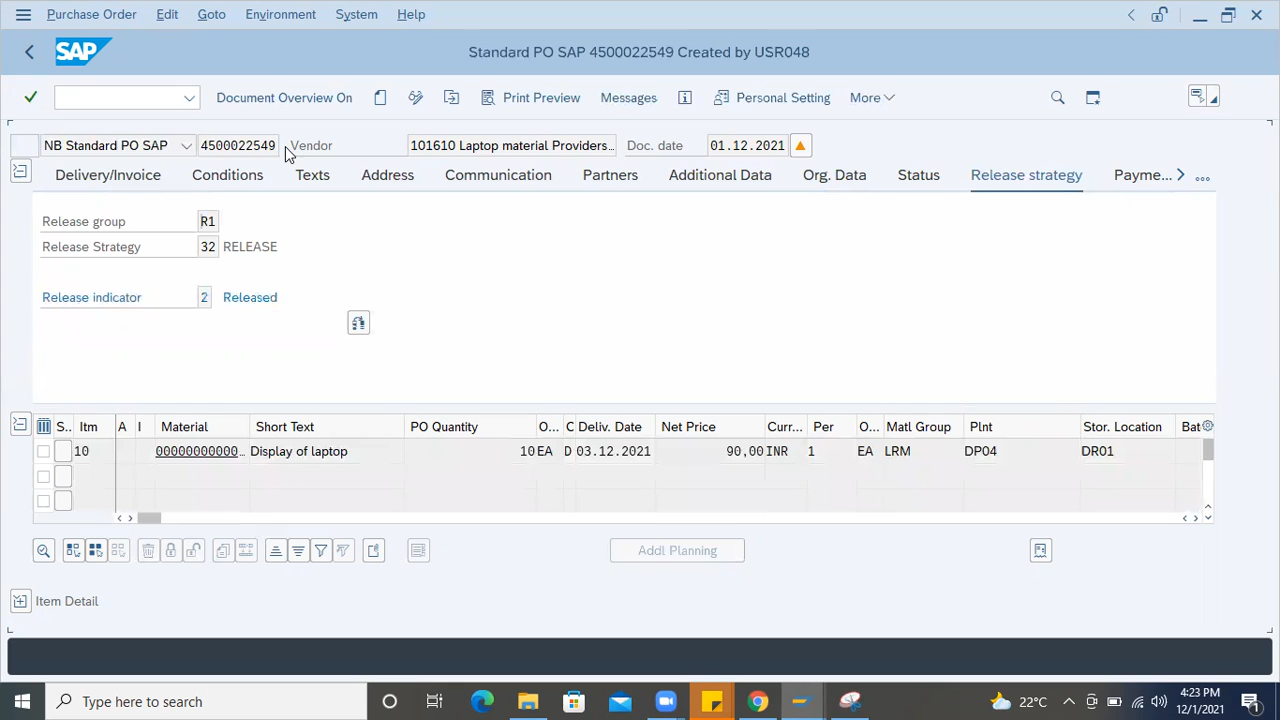 Purchase Order Edit Goto Environment System Help
SAP Standard PO SAP 4500022549 Created by USR048
Document Overview On Print Preview Messages Personal Setting More
NB Standard PO SAP 4500022549 Vendor 101610 Laptop material Providers... Doc. date 01.12.2021
Delivery/Invoice Conditions Texts Address Communication Partners Additional Data Org. Data Status Release strategy Payme... ...
Release group R1
Release Strategy 32 RELEASE
Release indicator 2 Released
S.. Itm A I Material Short Text PO Quantity O... C Deliv. Date Net Price Curr... Per O... Matl Group Plnt Stor. Location Bat
10 00000000000... Display of laptop 10 EA D 03.12.2021 90,00 INR 1 EA LRM DP04 DR01
Addl Planning
Item Detail
Type here to search 22°C 4:23 PM
12/1/2021 1